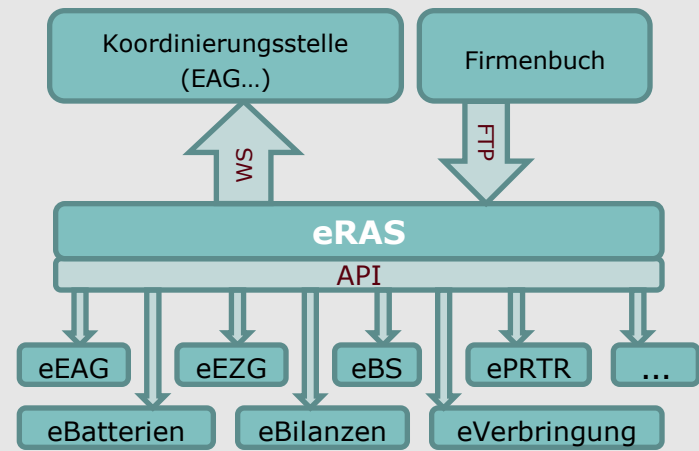 Koordinierungsstelle
(EAG...)
Firmenbuch
WS
FTP
eRAS
API
eEAG
eEZG
eBS
ePRTR
...
eBatterien
eBilanzen
eVerbringung